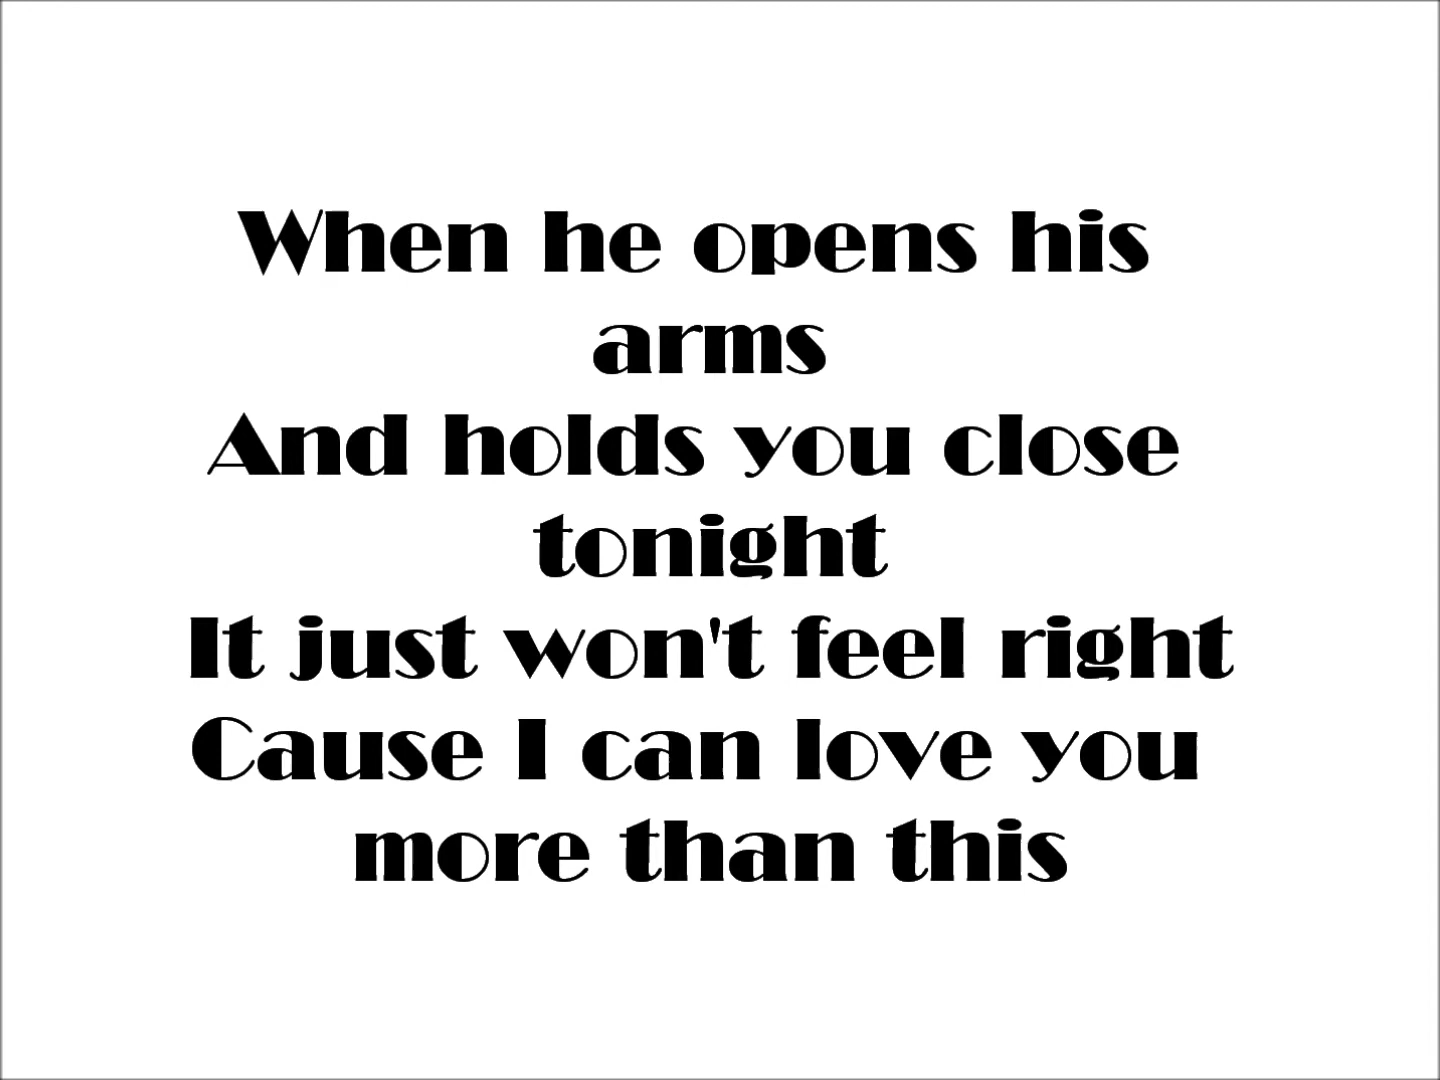 When he opens his
arms
And holds you close
tonight
It just won't feel right
Cause I can love you
more than this